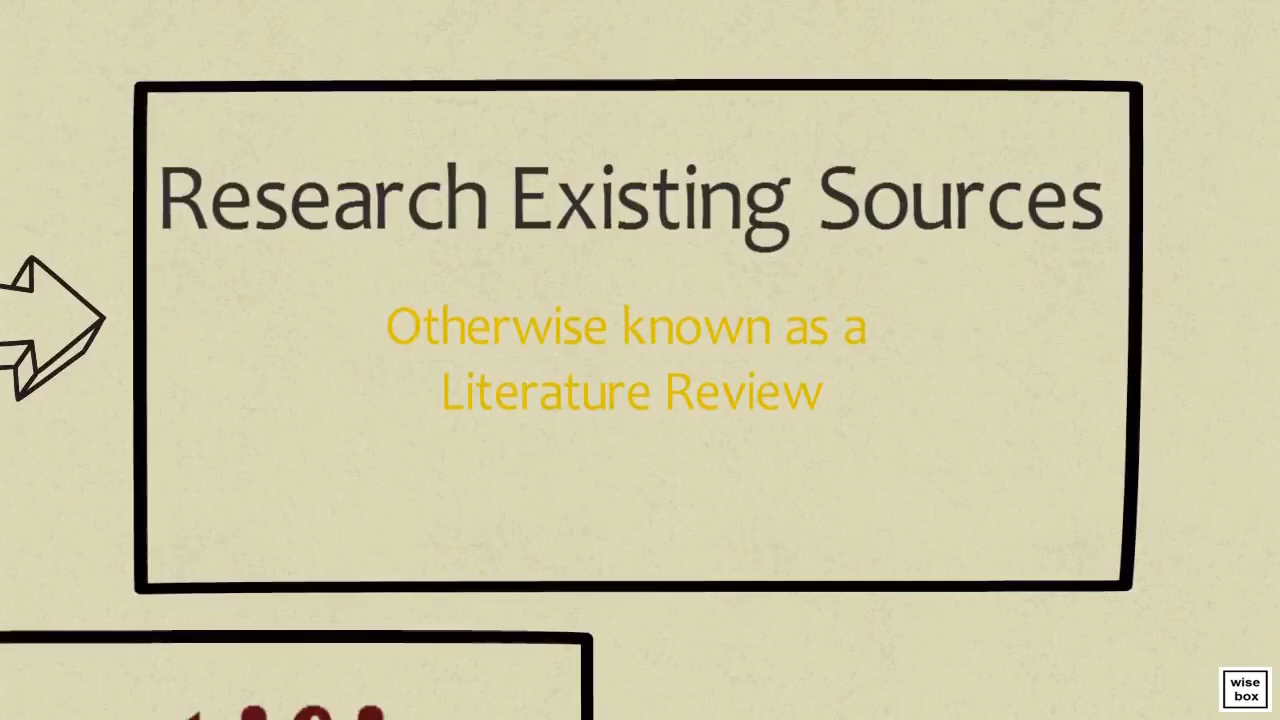 Research Existing Sources
Otherwise known as a
Literature Review
wise
box